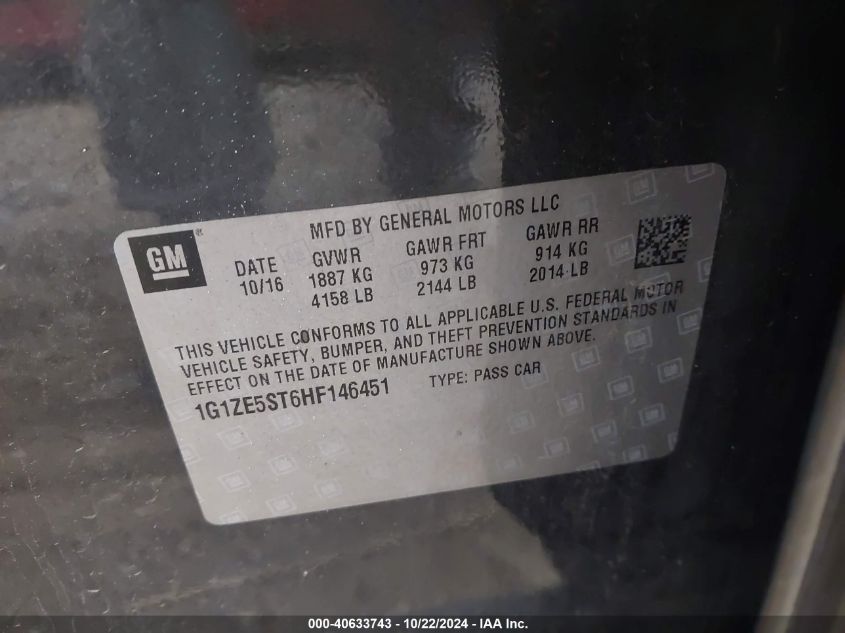 GM ®
MFD BY GENERAL MOTORS LLC
DATE GVWR GAWR FRT GAWR RR
10/16 1887 KG 973 KG 914 KG
4158 LB 2144 LB 2014 LB
THIS VEHICLE CONFORMS TO ALL APPLICABLE U.S. FEDERAL MOTOR
VEHICLE SAFETY, BUMPER, AND THEFT PREVENTION STANDARDS IN
EFFECT ON THE DATE OF MANUFACTURE SHOWN ABOVE.
1G1ZE5ST6HF146451 TYPE: PASS CAR
000-40633743 - 10/22/2024 - IAA Inc.